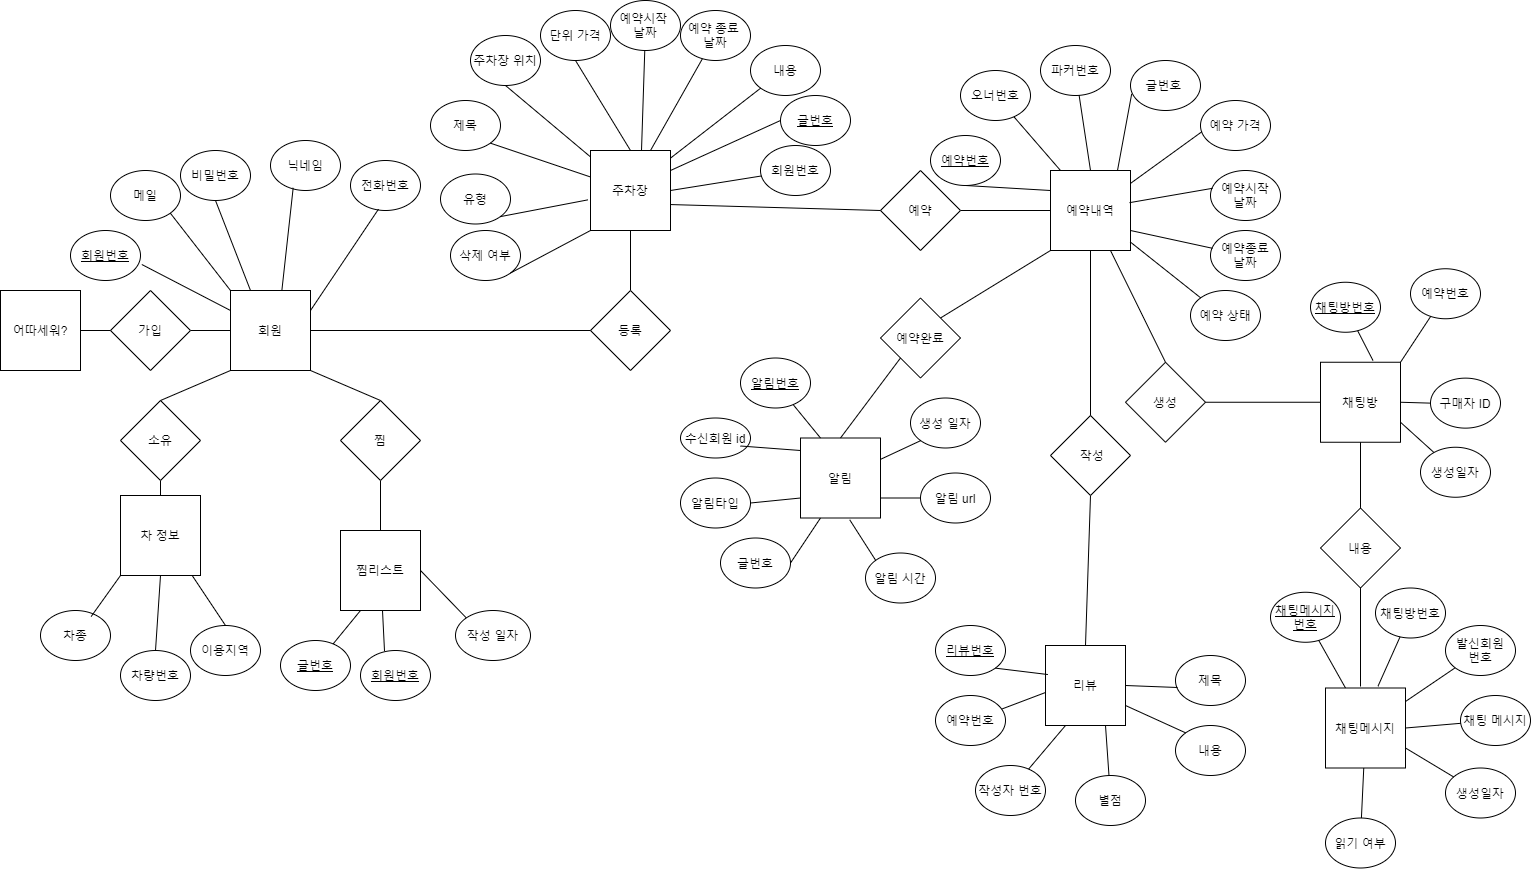 예약시작
날짜
예약 종료
날짜
단위 가격
주차장 위치
내용
제목
글번호
회원번호
유형
삭제 여부
주차장
파커번호
글번호
오너번호
예약 가격
예약번호
예약시작
날짜
예약종료
날짜
예약 상태
예약
예약내역
닉네임
비밀번호
전화번호
메일
회원번호
어따세워?
가입
회원
등록
예약완료
채팅방번호
예약번호
구매자 ID
생성일자
생성
채팅방
소유
찜
알림번호
생성 일자
수신회원 id
알림
알림 url
알림타입
글번호
알림 시간
작성
내용
차 정보
찜리스트
차종
차량번호
이용지역
글번호
회원번호
작성 일자
리뷰번호
예약번호
리뷰
제목
내용
작성자 번호
별점
채팅메시지
번호
채팅방번호
발신회원
번호
채팅메시지
채팅 메시지
생성일자
읽기 여부